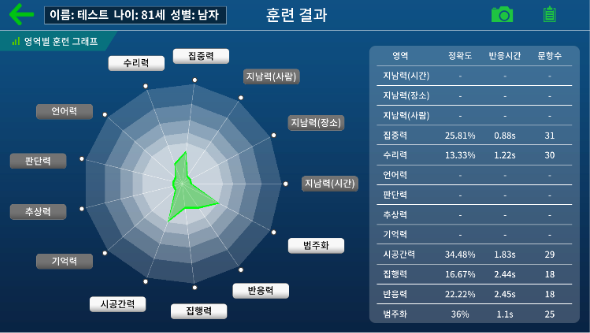 이름: 테스트 나이: 81세 성별: 남자
훈련 결과
영역별 훈련 그래프
집중력
수리력
지남력(사람)
언어력
지남력(장소)
판단력
지남력(시간)
추상력
범주화
기억력
반응력
시공간력
집행력
영역 정확도 반응시간 문항수
지남력(시간) - - -
지남력(장소) - - -
지남력(사람) - - -
집중력 25.81% 0.88s 31
수리력 13.33% 1.22s 30
언어력 - - -
판단력 - - -
추상력 - - -
기억력 - - -
시공간력 34.48% 1.83s 29
집행력 16.67% 2.44s 18
반응력 22.22% 2.45s 18
범주화 36% 1.1s 25